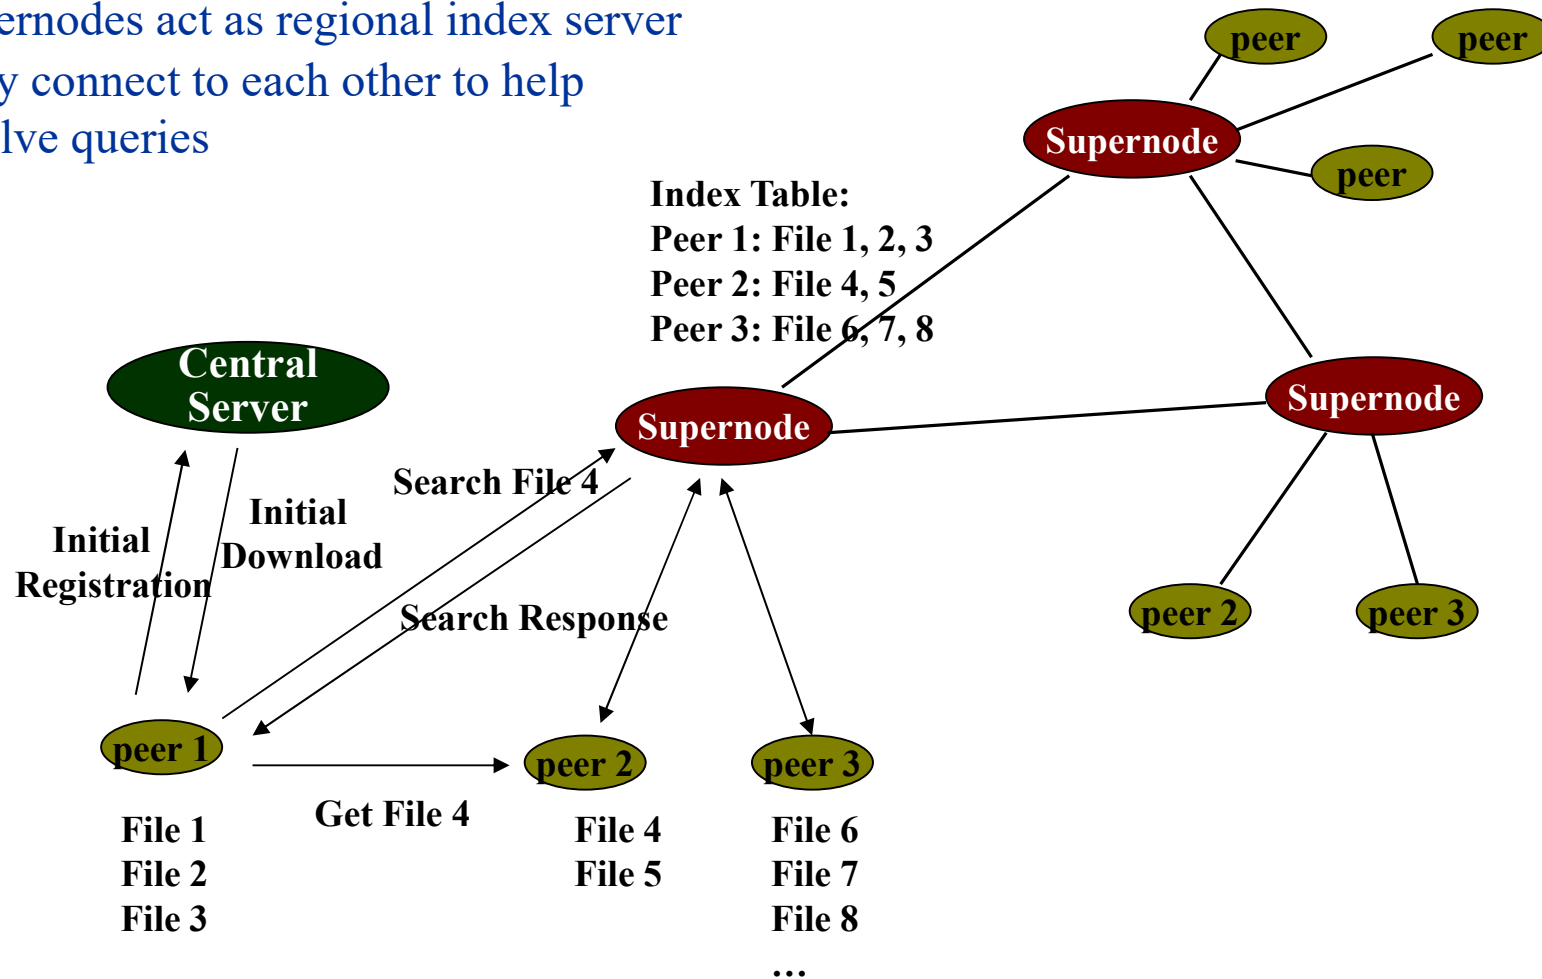 ernodes act as regional index server
y connect to each other to help
lve queries
peer
peer
Supernode
peer
Index Table:
Peer 1: File 1, 2, 3
Peer 2: File 4, 5
Peer 3: File 6, 7, 8
Central
Server
Supernode
Supernode
Search File 4
Initial
Download
Initial
Registration
Search Response
peer 2
peer 3
peer 1
peer 2
peer 3
Get File 4
File 1
File 2
File 3
File 4
File 5
File 6
File 7
File 8
...